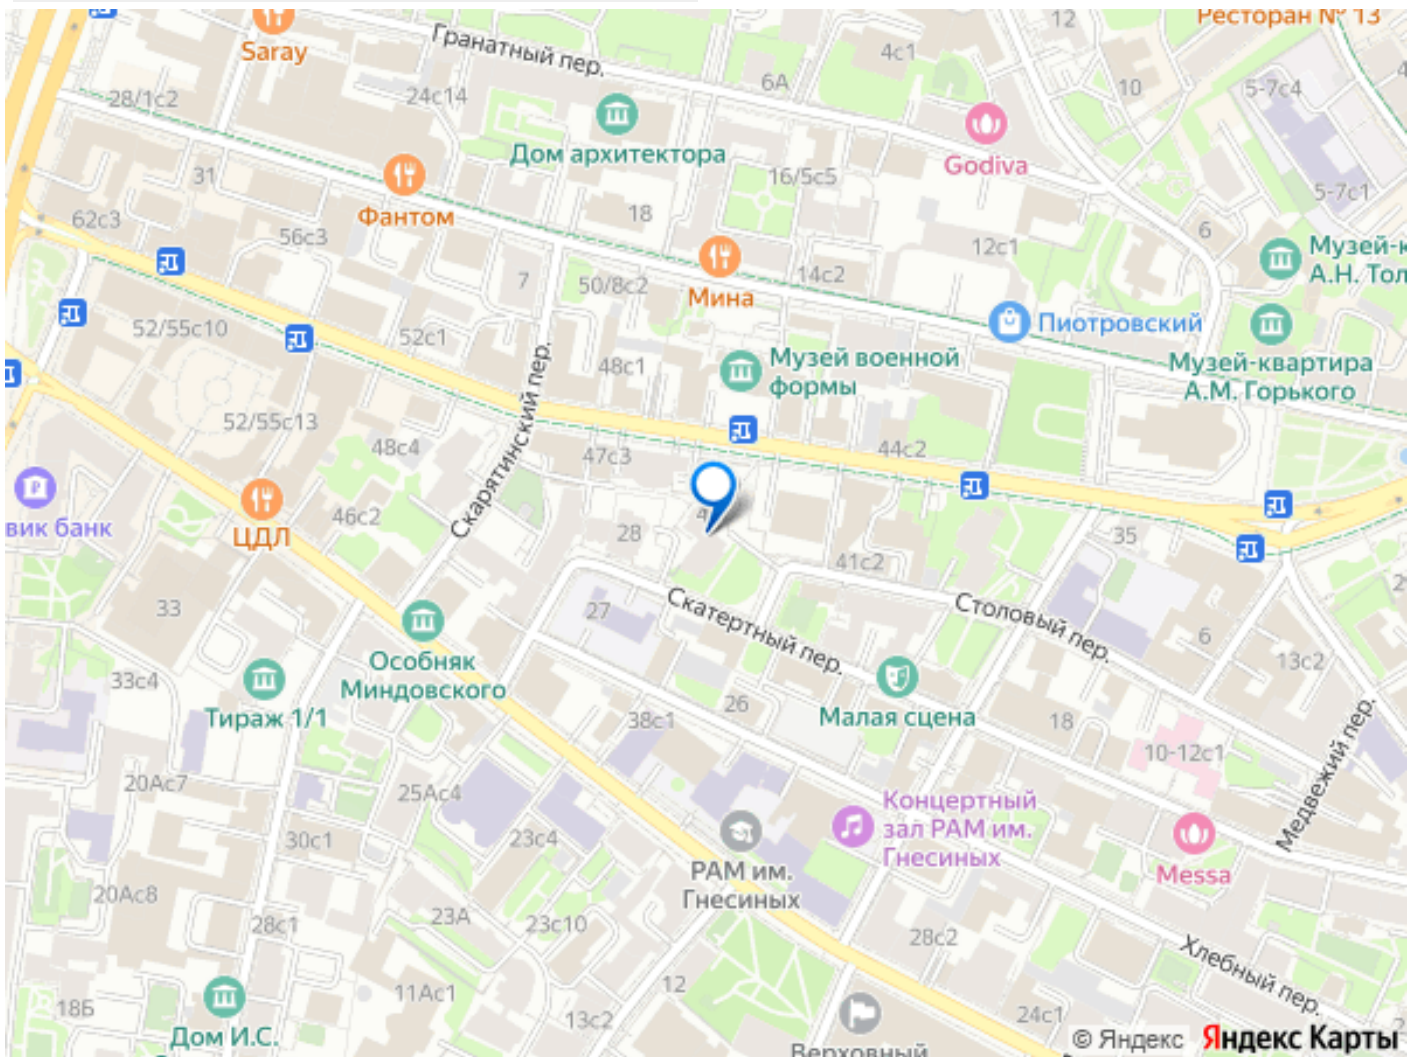 Ресторан № 13
Saray
Гранатный пер.
12
4с1
6А
10
5-7с4
28/1с2
24с14
Дом архитектора
Godiva
31
Фантом
16/5с5
5-7с1
62с3
56с3
18
12с1
6
Музей-к
А.Н. Тол
7
50/8с2
Мина
14с2
52/55с10
52с1
Пиотровский
48с1
Музей военной
формы
Музей-квартира
А.М. Горького
52/55с13
Скарятинский пер.
48с4
47с3
44с2
вик банк
ЦДЛ
46с2
28
41с2
35
33
27
Скатертный пер.
Столовый пер.
6
13с2
Особняк
Миндовского
33с4
Тираж 1/1
38с1
26
Малая сцена
18
10-12с1
Медвежий пер.
20Ас7
25Ас4
Концертный
зал РАМ им.
Гнесиных
30с1
23с4
РАМ им.
Гнесиных
Messa
20Ас8
28с1
23А
23с10
28с2
Хлебный пер.
18Б
11Ас1
12
13с2
24с1
Дом И.С.
Верховный
© Яндекс Яндекс Карты